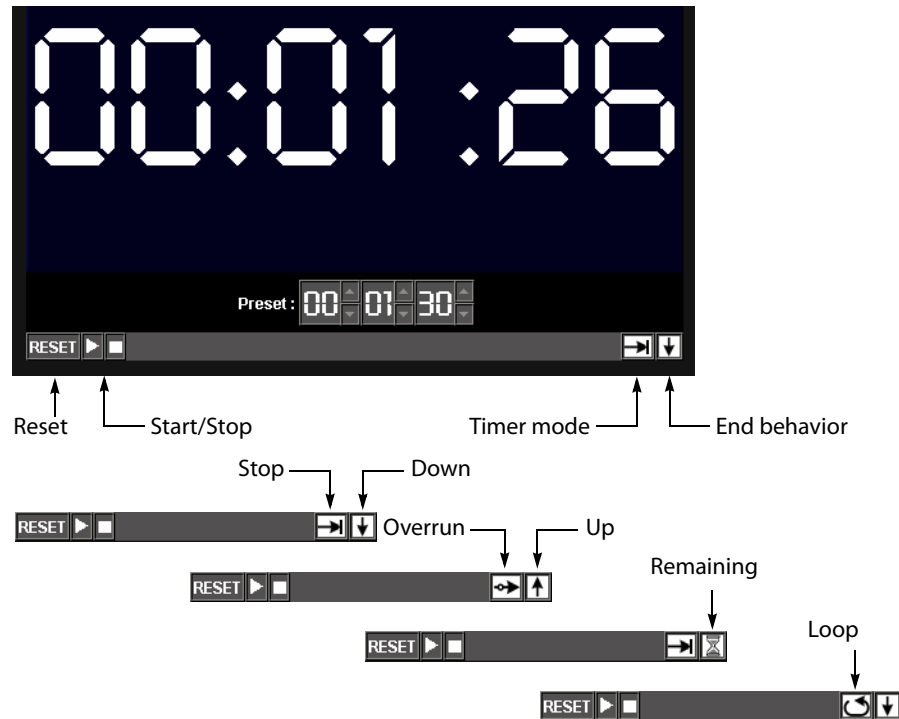 00:01:26
Preset: 00 01 30
RESET
Reset
Start/Stop
Timer mode
End behavior
Stop
Down
RESET
Overrun
Up
RESET
Remaining
RESET
Loop
RESET